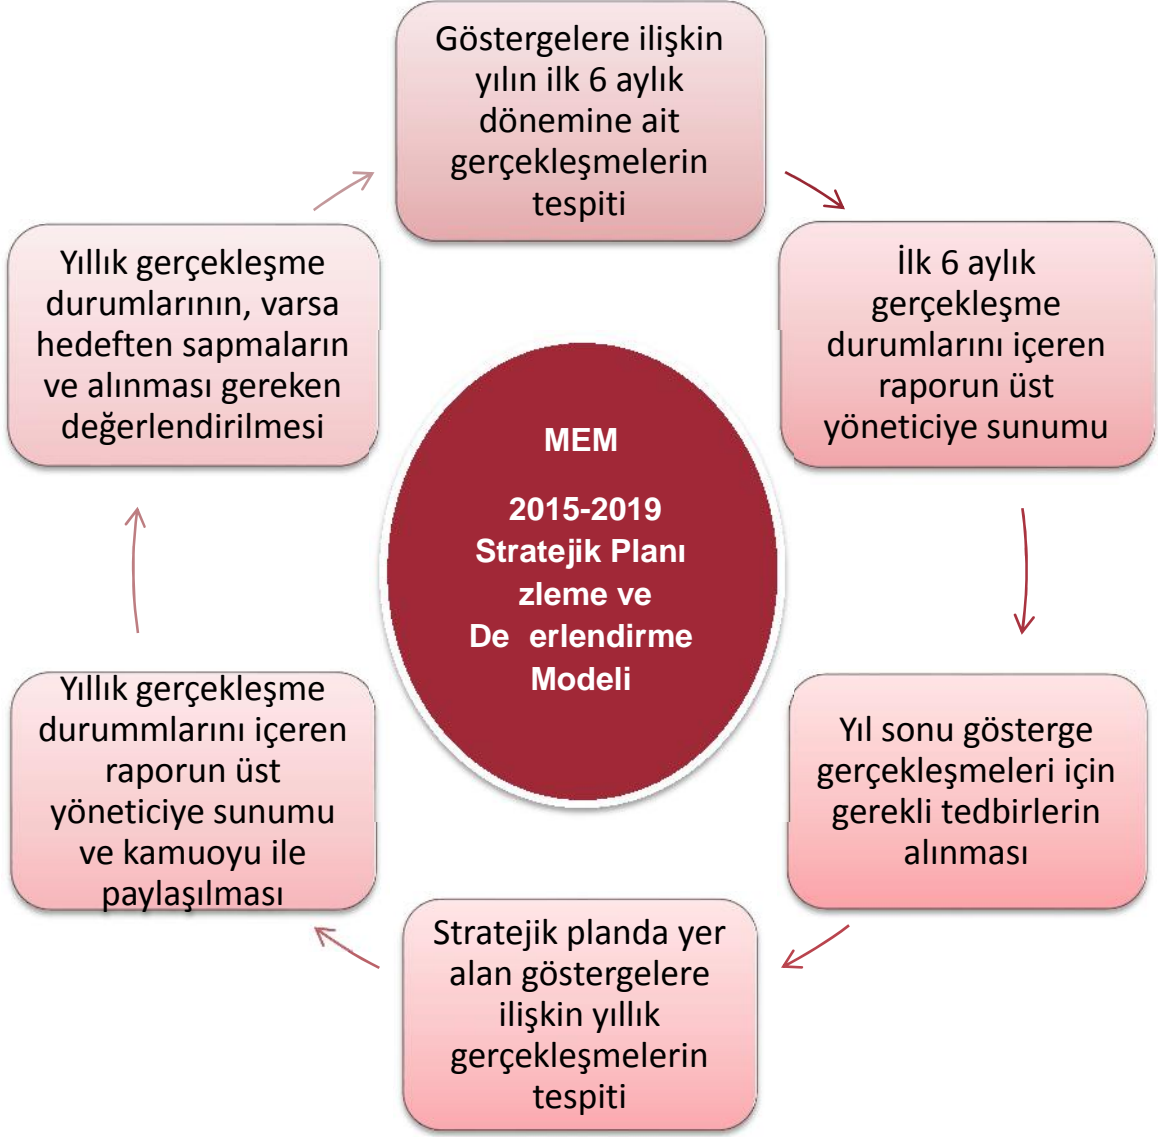 Göstergelere ilişkin
yılın ilk 6 aylık
dönemine ait
gerçekleşmelerin
tespiti
İlk 6 aylık
gerçekleşme
durumlarını içeren
raporun üst
yöneticiye sunumu
Yıl sonu gösterge
gerçekleşmeleri için
gerekli tedbirlerin
alınması
Stratejik planda yer
alan göstergelere
ilişkin yıllık
gerçekleşmelerin
tespiti
Yıllık gerçekleşme
durummlarını içeren
raporun üst
yöneticiye sunumu
ve kamuoyu ile
paylaşılması
Yıllık gerçekleşme
durumlarının, varsa
hedeften sapmaların
ve alınması gereken
değerlendirilmesi
MEM
2015-2019
Stratejik Planı
zleme ve
De erlendirme
Modeli